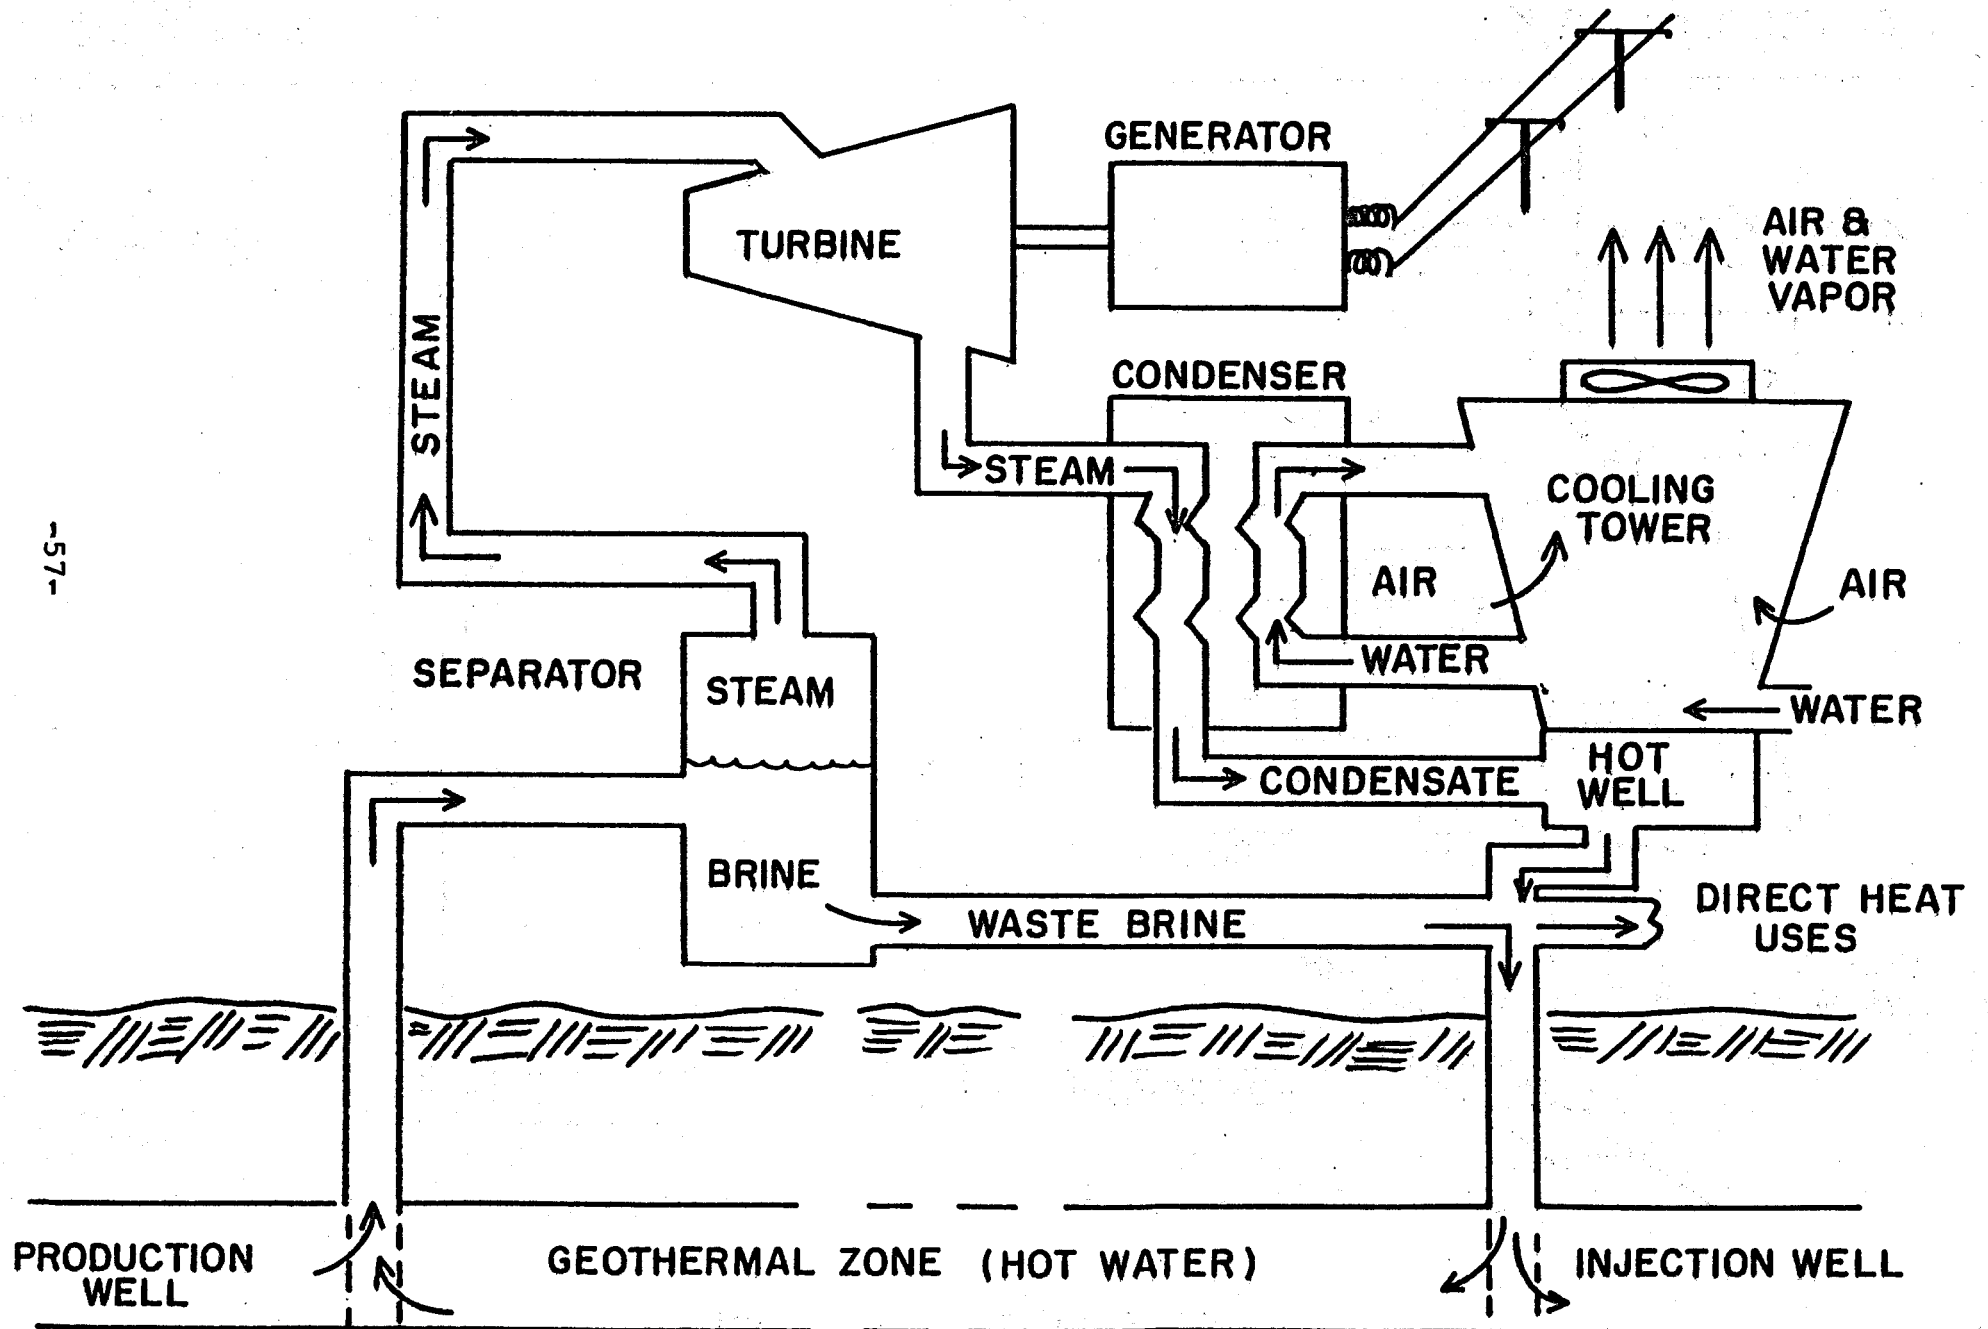 GENERATOR
AIR &
WATER
VAPOR
TURBINE
STEAM
CONDENSER
STEAM
COOLING
TOWER
-57-
AIR
AIR
SEPARATOR
STEAM
WATER
WATER
HOT
WELL
CONDENSATE
BRINE
WASTE BRINE
DIRECT HEAT
USES
PRODUCTION
WELL
GEOTHERMAL ZONE (HOT WATER)
INJECTION WELL